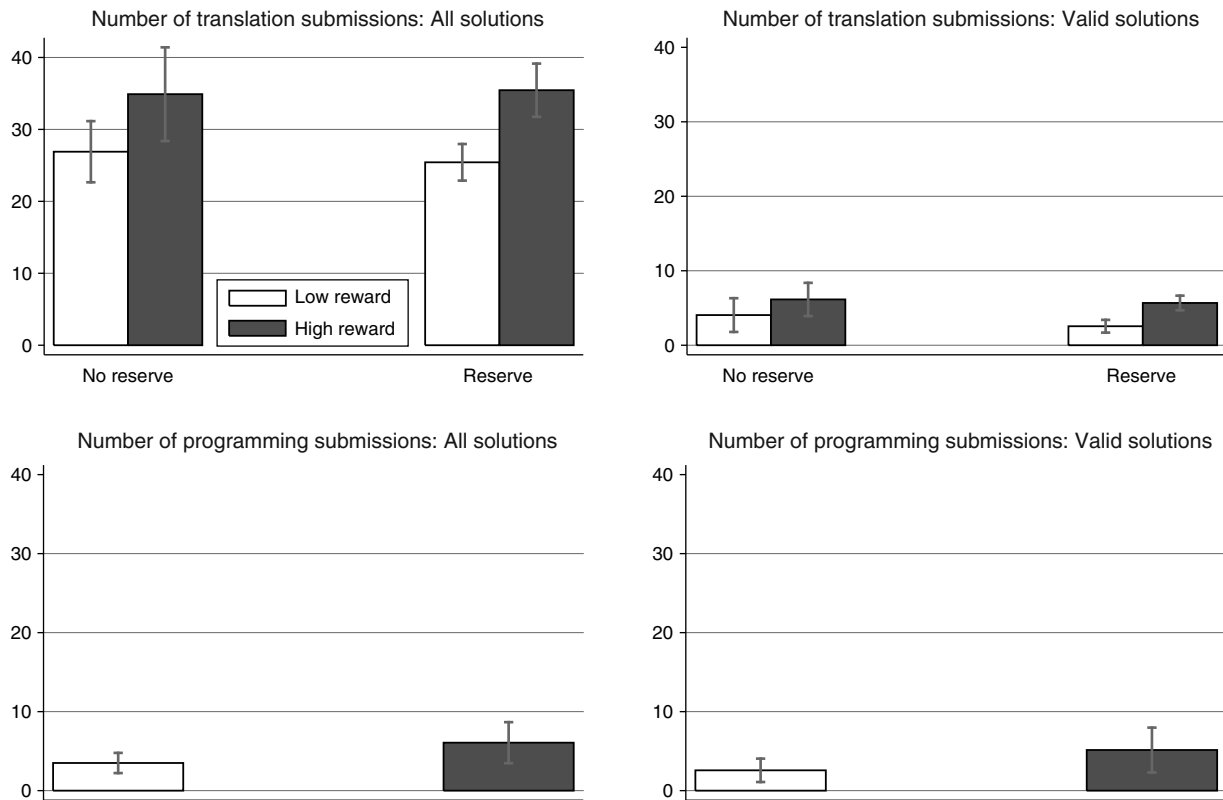 Number of translation submissions: All solutions
40
30
20
10
0
Low reward
High reward
No reserve
Reserve
Number of translation submissions: Valid solutions
40
30
20
10
0
No reserve
Reserve
Number of programming submissions: All solutions
40
30
20
10
0
Number of programming submissions: Valid solutions
40
30
20
10
0